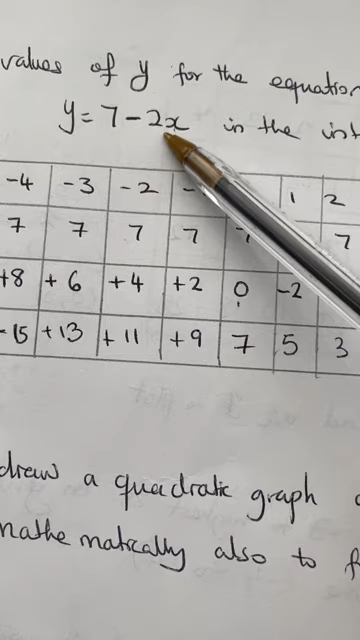 values of y for the equation
y = 7 - 2x in the int
-4 -3 -2 - 1 2
7 7 7 7 7 7
+8 +6 +4 +2 0 -2
-15 +13 +11 +9 7 5 3
draw a quadratic graph
mathematically also to f